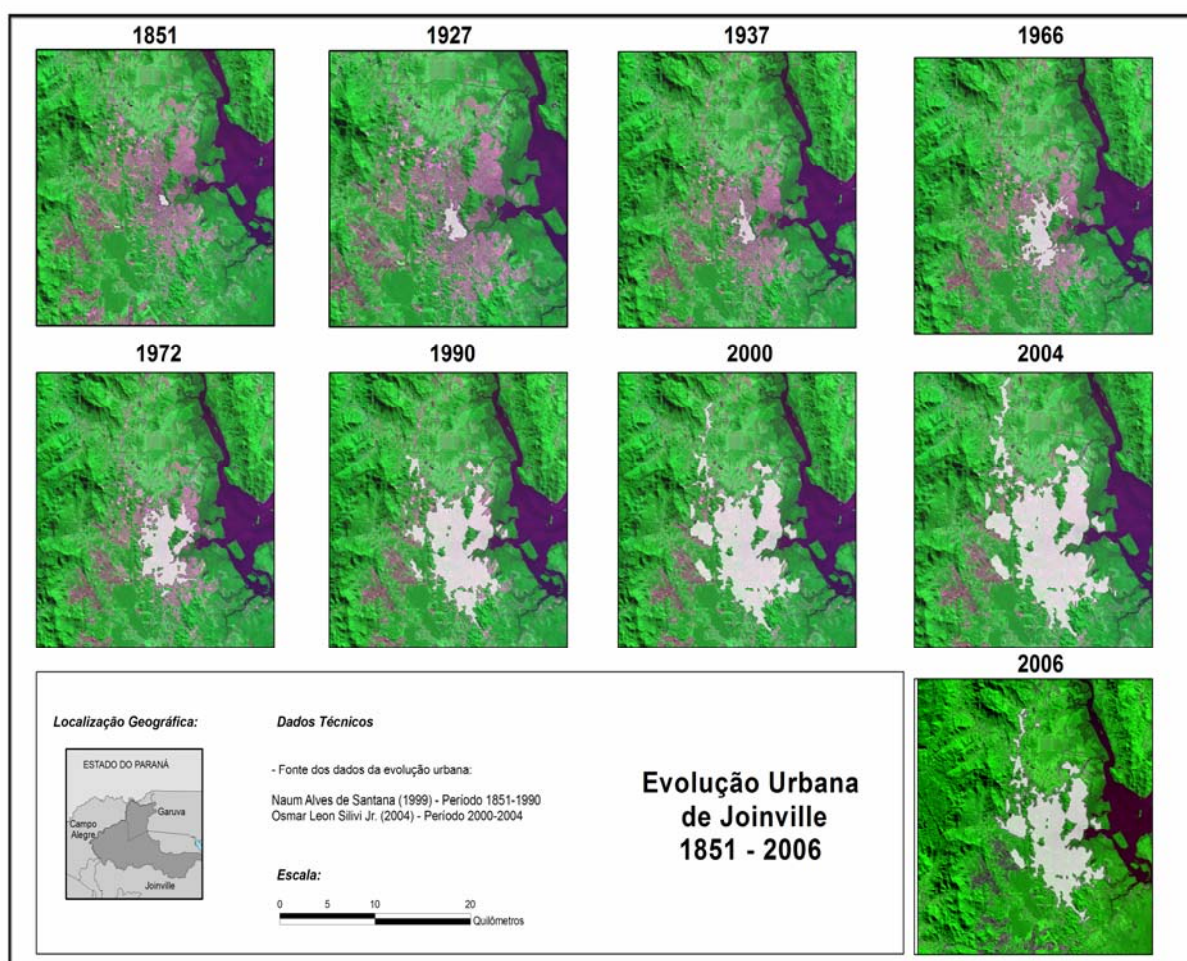 1851
1927
1937
1966
1972
1990
2000
2004
2006
Localização Geográfica:
ESTADO DO PARANÁ
Garuva
Campo
Alegre
Joinville
Dados Técnicos
- Fonte dos dados da evolução urbana:
Naum Alves de Santana (1999) - Período 1851-1990
Osmar Leon Silivi Jr. (2004) - Período 2000-2004
Escala:
0 5 10 20
Quilômetros
Evolução Urbana
de Joinville
1851 - 2006